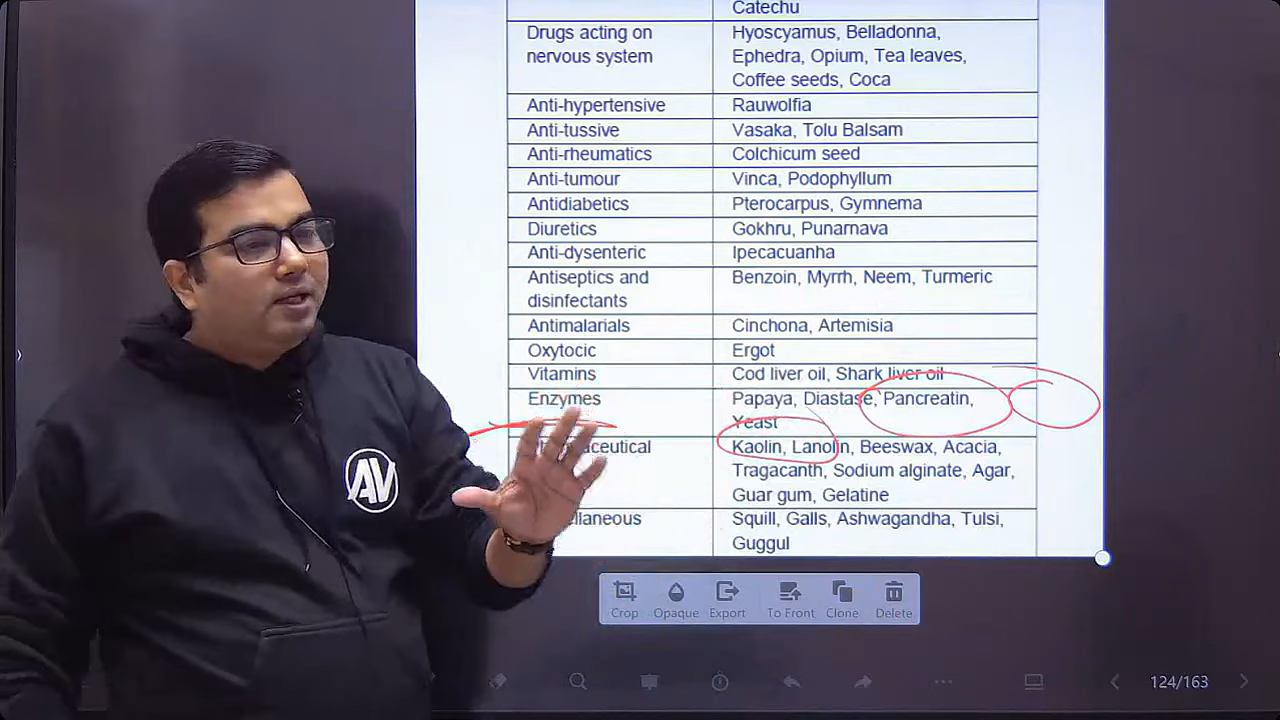 Catechu
Drugs acting on nervous system Hyoscyamus, Belladonna,
Ephedra, Opium, Tea leaves,
Coffee seeds, Coca
Anti-hypertensive Rauwolfia
Anti-tussive Vasaka, Tolu Balsam
Anti-rheumatics Colchicum seed
Anti-tumour Vinca, Podophyllum
Antidiabetics Pterocarpus, Gymnema
Diuretics Gokhru, Punarnava
Anti-dysenteric Ipecacuanha
Antiseptics and disinfectants Benzoin, Myrrh, Neem, Turmeric
Antimalarials Cinchona, Artemisia
Oxytocic Ergot
Vitamins Cod liver oil, Shark liver oil
Enzymes Papaya, Diastase, Pancreatin,
Yeast
Kaolin, Lanolin, Beeswax, Acacia,
Tragacanth, Sodium alginate, Agar,
Guar gum, Gelatine
Squill, Galls, Ashwagandha, Tulsi,
Guggul
AV
Crop Opaque Export To Front Clone Delete
124/163